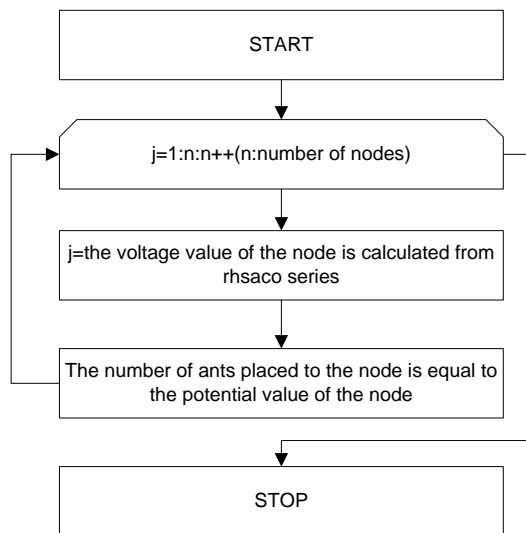 START
j=1:n:n++(n:number of nodes)
j=the voltage value of the node is calculated from
rhsaco series
The number of ants placed to the node is equal to
the potential value of the node
STOP